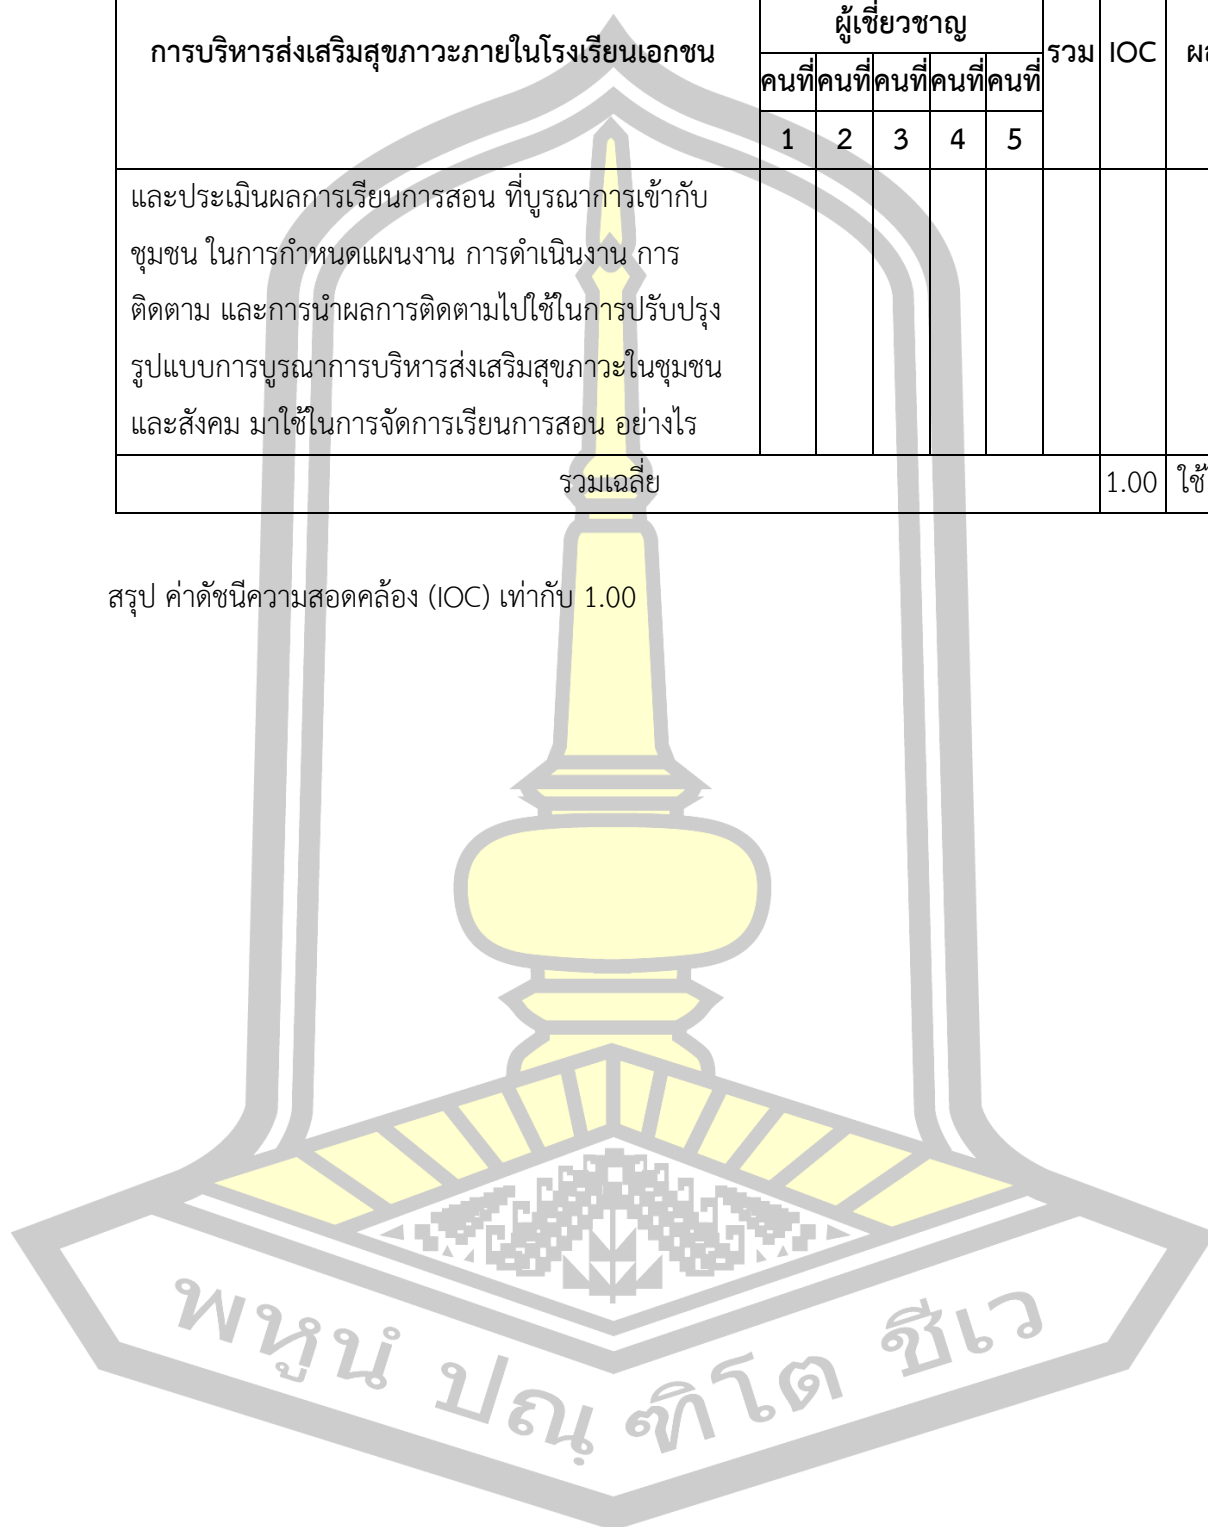 การบริหารส่งเสริมสุขภาวะภายในโรงเรียนเอกชน ผู้เชี่ยวชาญ รวม IOC
คนที่ คนที่ คนที่ คนที่ คนที่
1 2 3 4 5
และประเมินผลการเรียนการสอน ที่บูรณาการเข้ากับ
ชุมชน ในการกำหนดแผนงาน การดำเนินงาน การ
ติดตาม และการนำผลการติดตามไปใช้ในการปรับปรุง
รูปแบบการบูรณาการบริหารส่งเสริมสุขภาวะในชุมชน
และสังคม มาใช้ในการจัดการเรียนการสอน อย่างไร
รวมเฉลี่ย 1.00
สรุป ค่าดัชนีความสอดคล้อง (IOC) เท่ากับ 1.00
พหูนํ ปณฺฑิโต ชีเว